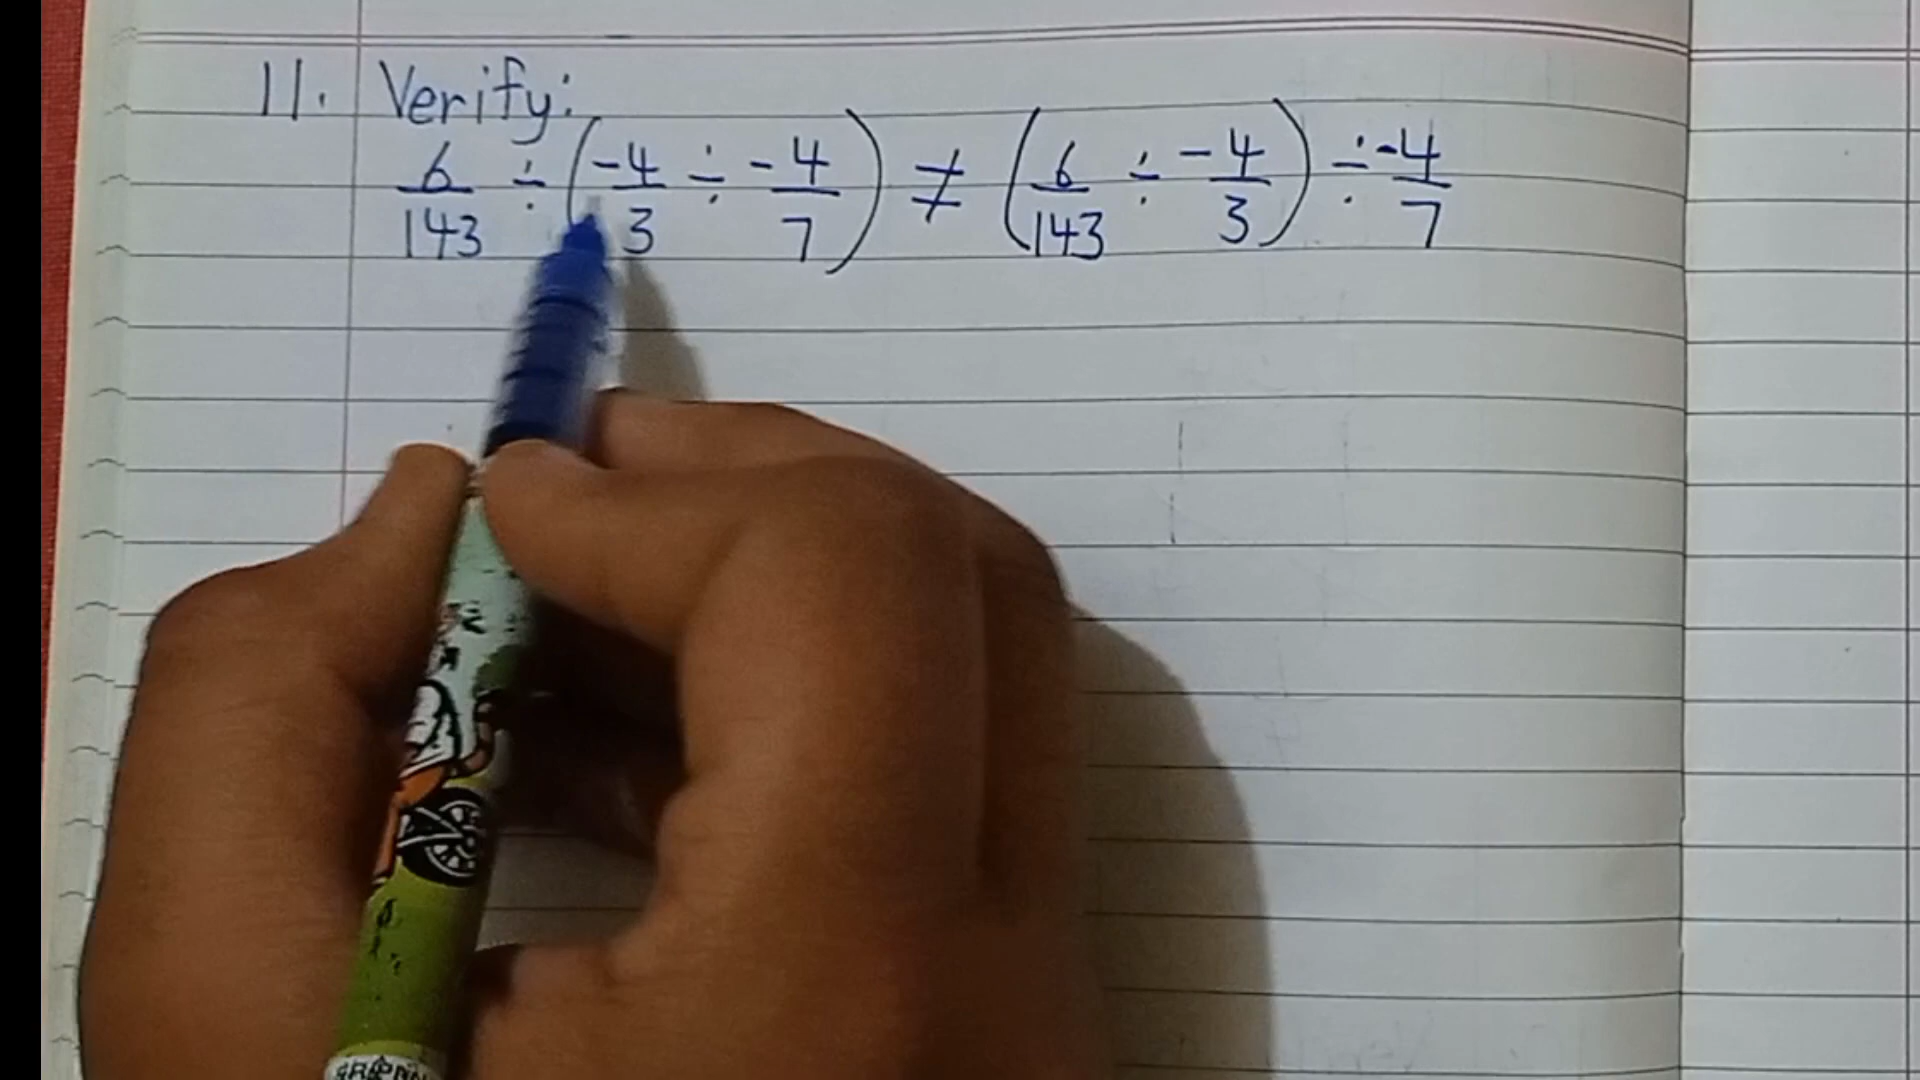 11. Verify:
6/143 ÷ (-4/3 ÷ -4/7) ≠ (6/143 ÷ -4/3) ÷ -4/7